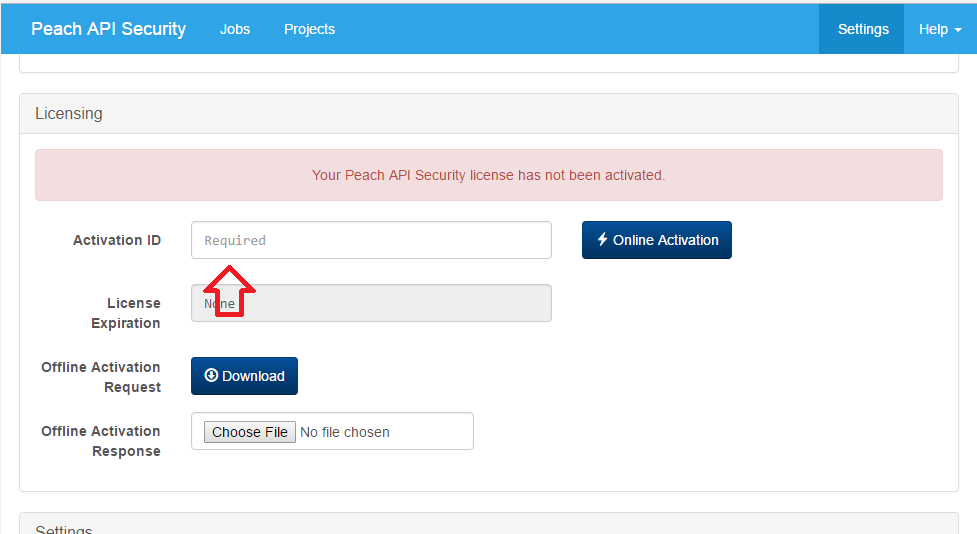 Peach API Security Jobs Projects Settings Help
Licensing
Your Peach API Security license has not been activated.
Activation ID Required Online Activation
License Expiration None
Offline Activation Request Download
Offline Activation Response Choose File No file chosen
Settings